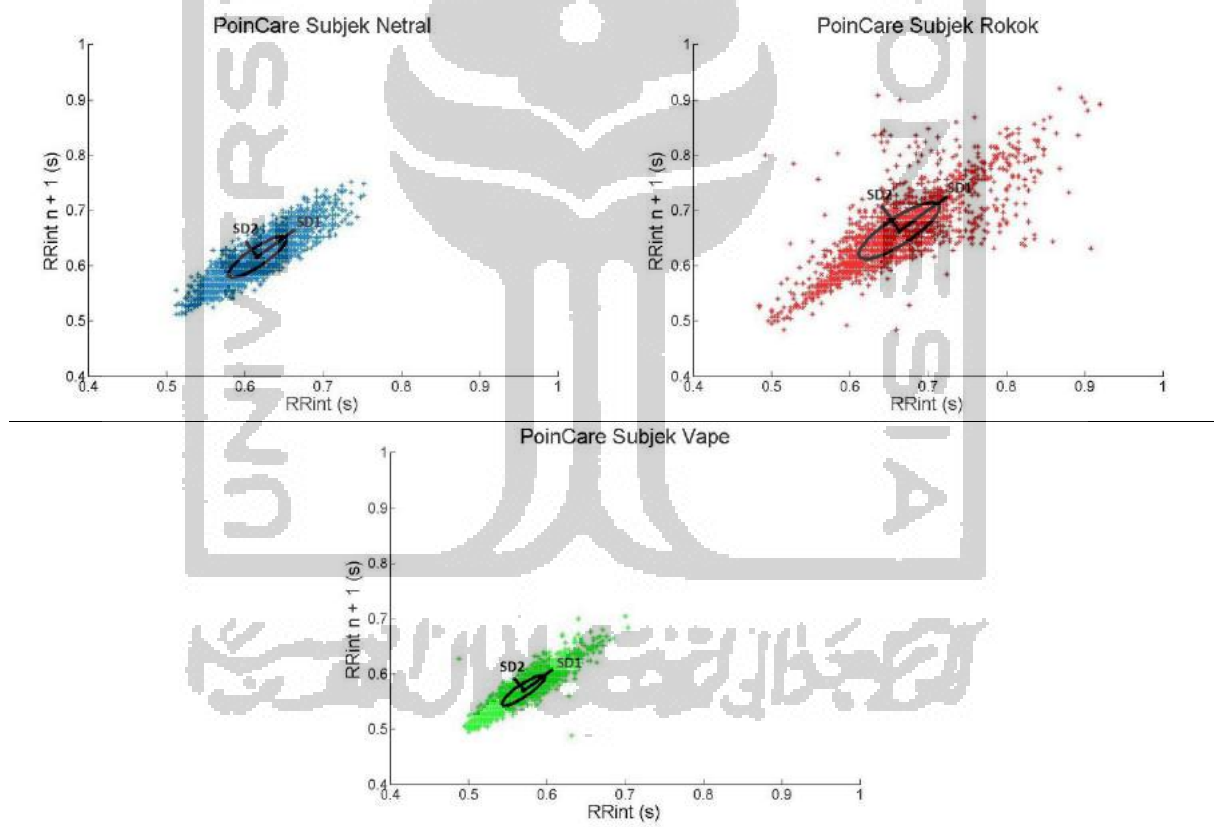 PoinCare Subjek Netral
1
0.9
0.8
0.7
0.6
0.5
0.4
RRint n + 1 (s)
SD2
SD1
0.4 0.5 0.6 0.7 0.8 0.9 1
RRint (s)
PoinCare Subjek Rokok
1
0.9
0.8
0.7
0.6
0.5
0.4
RRint n + 1 (s)
SD2
SD1
0.4 0.5 0.6 0.7 0.8 0.9 1
RRint (s)
UNIVERS
ONESIA
PoinCare Subjek Vape
1
0.9
0.8
0.7
0.6
0.5
0.4
RRint n + 1 (s)
SD2
SD1
0.4 0.5 0.6 0.7 0.8 0.9 1
RRint (s)